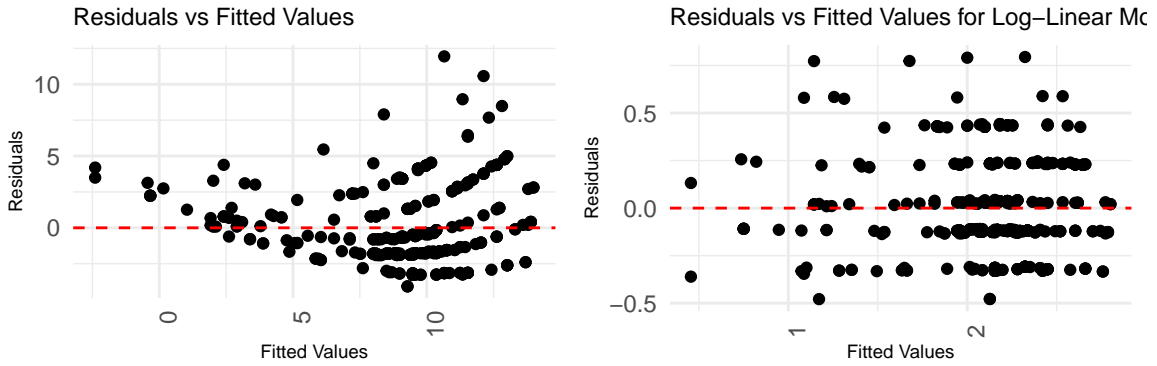 Residuals vs Fitted Values
Residuals
10
5
0
0
5
10
Fitted Values
Residuals vs Fitted Values for Log−Linear Mo
Residuals
0.5
0.0
−0.5
1
2
Fitted Values